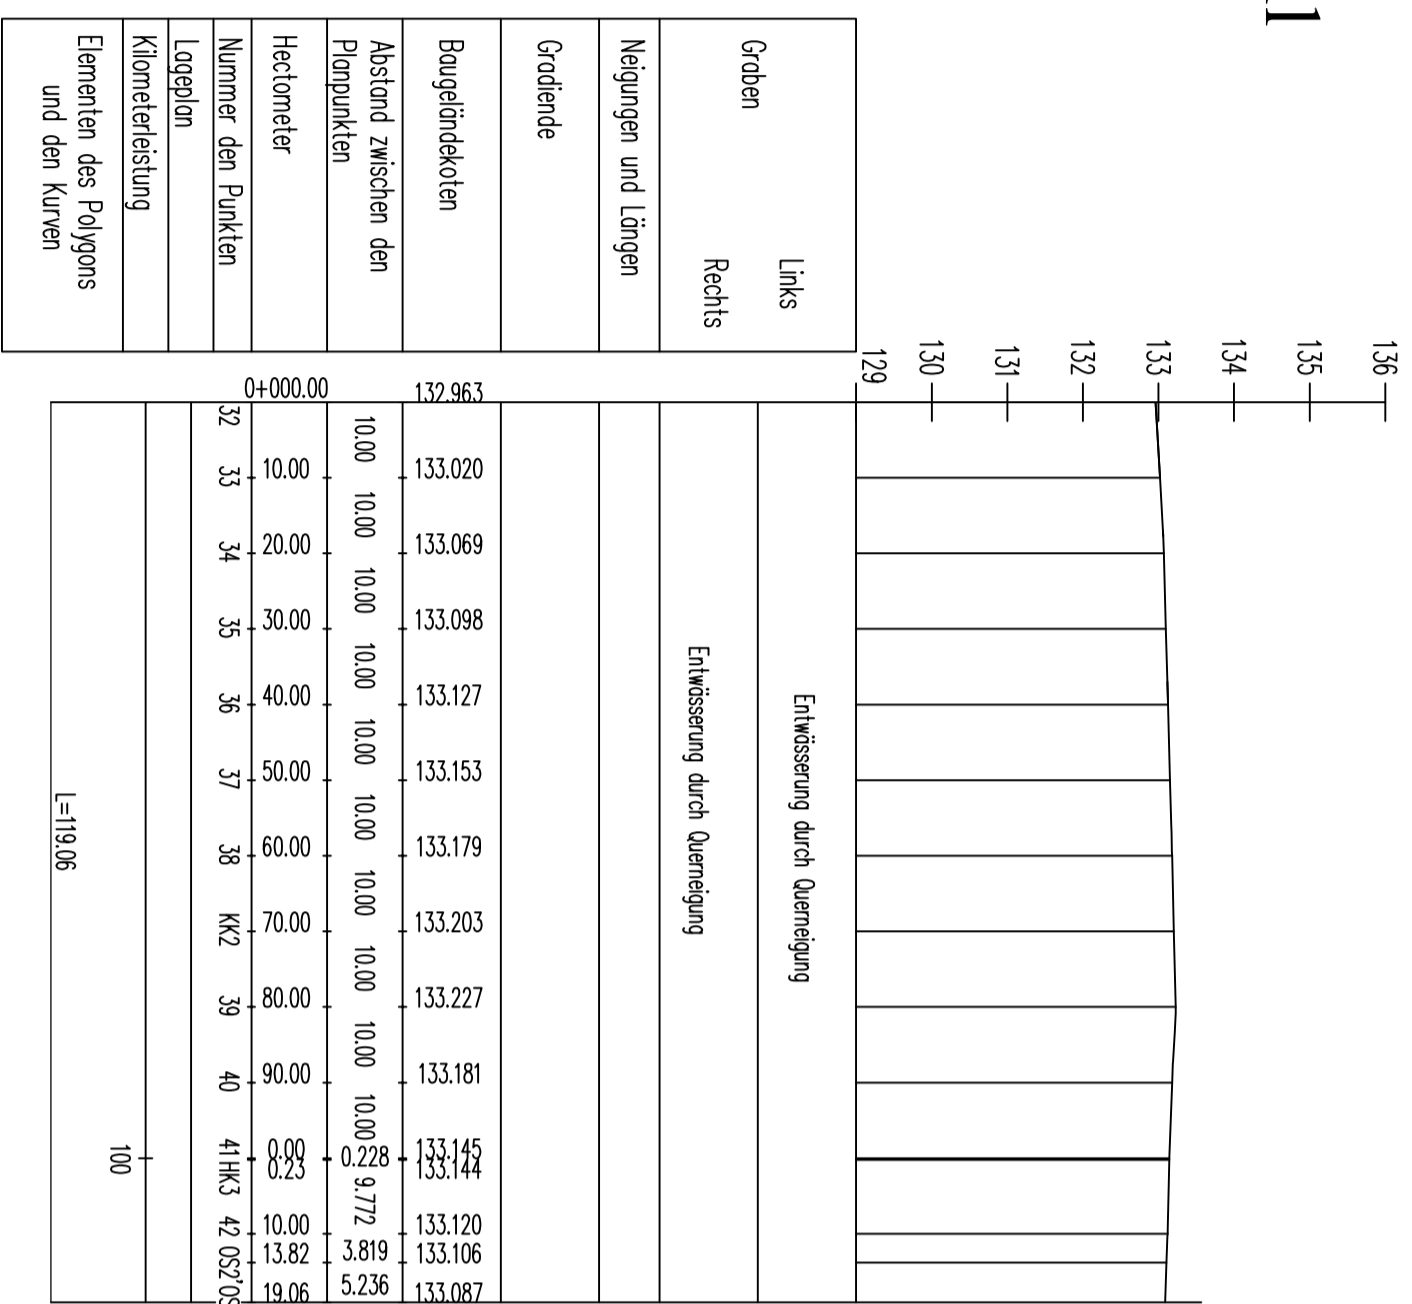 136
135
134
133
132
131
130
129
Graben
Links
Rechts
Neigungen und Längen
Gradiende
Baugeländekoten
Abstand zwischen den
Planpunkten
Hectometer
Nummer den Punkten
Lageplan
Kilometerleistung
Elementen des Polygons
und den Kurven
Entwässerung durch Querneigung
Entwässerung durch Querneigung
132.963 133.020 133.069 133.098 133.127 133.153 133.179 133.203 133.227 133.181 133.145 133.144 133.120 133.106 133.087
10.00 10.00 10.00 10.00 10.00 10.00 10.00 10.00 10.00 10.00 0.228 9.772 3.819 5.236
0+000.00 10.00 20.00 30.00 40.00 50.00 60.00 70.00 80.00 90.00 0.00 0.23 10.00 13.82 19.06
32 33 34 35 36 37 38 KK2 39 40 41 HK3 42 OS2'
100
L=119.06